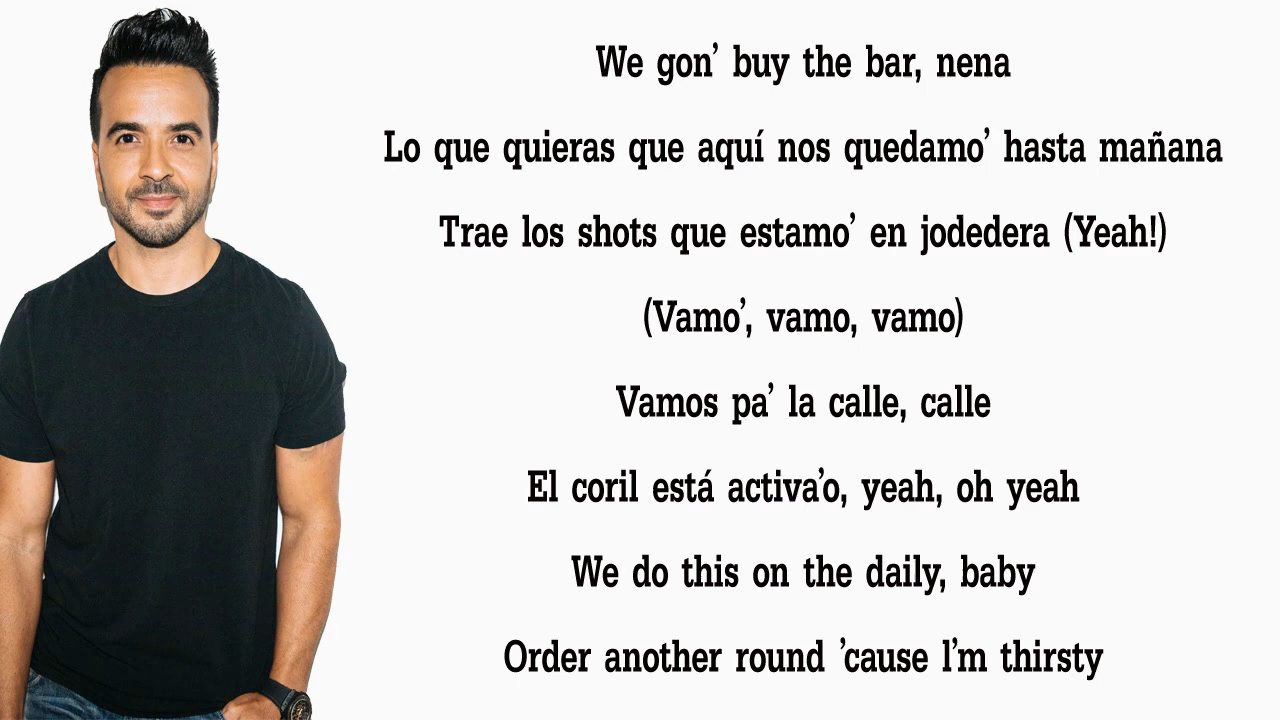 We gon’ buy the bar, nena
Lo que quieras que aquí nos quedamo’ hasta mañana
Trae los shots que estamo’ en jodedera (Yeah!)
(Vamo’, vamo, vamo)
Vamos pa’ la calle, calle
El coril está activa’o, yeah, oh yeah
We do this on the daily, baby
Order another round ’cause I’m thirsty